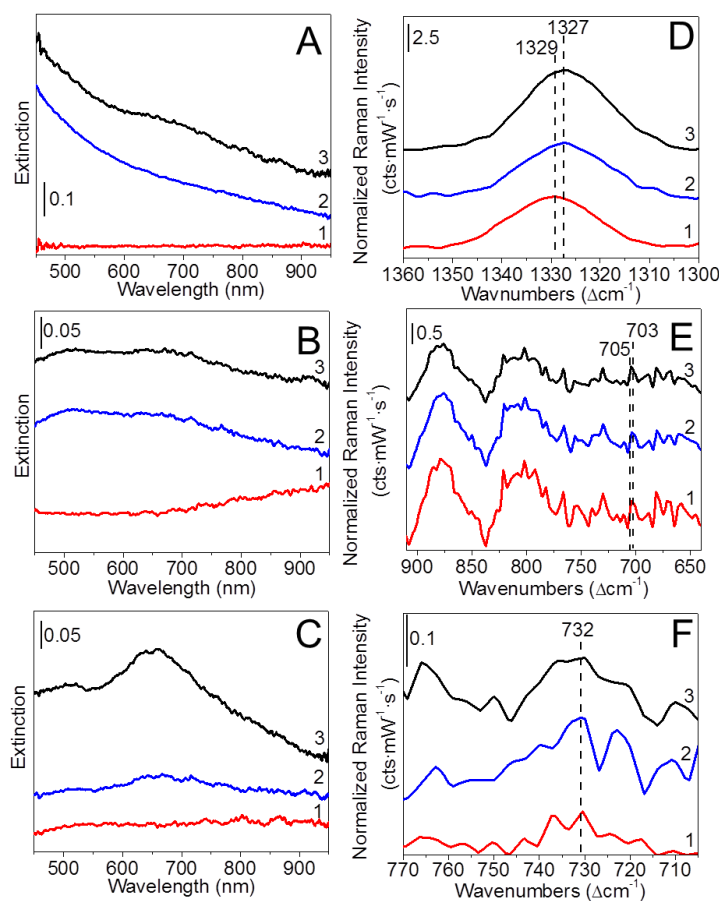 A
Extinction
0.1
3
2
1
500 600 700 800 900
Wavelength (nm)
B
Extinction
0.05
3
2
1
500 600 700 800 900
Wavelength (nm)
C
Extinction
0.05
3
2
1
500 600 700 800 900
Wavelength (nm)
D
Normalized Raman Intensity
(cts·mW⁻¹·s⁻¹)
2.5
1327
1329
3
2
1
1360 1350 1340 1330 1320 1310 1300
Wavnumbers (Δcm⁻¹)
E
Normalized Raman Intensity
(cts·mW⁻¹·s⁻¹)
0.5
703
705
3
2
1
900 850 800 750 700 650
Wavenumbers (Δcm⁻¹)
F
Normalized Raman Intensity
(cts·mW⁻¹·s⁻¹)
0.1
732
3
2
1
770 760 750 740 730 720 710
Wavenumbers (Δcm⁻¹)